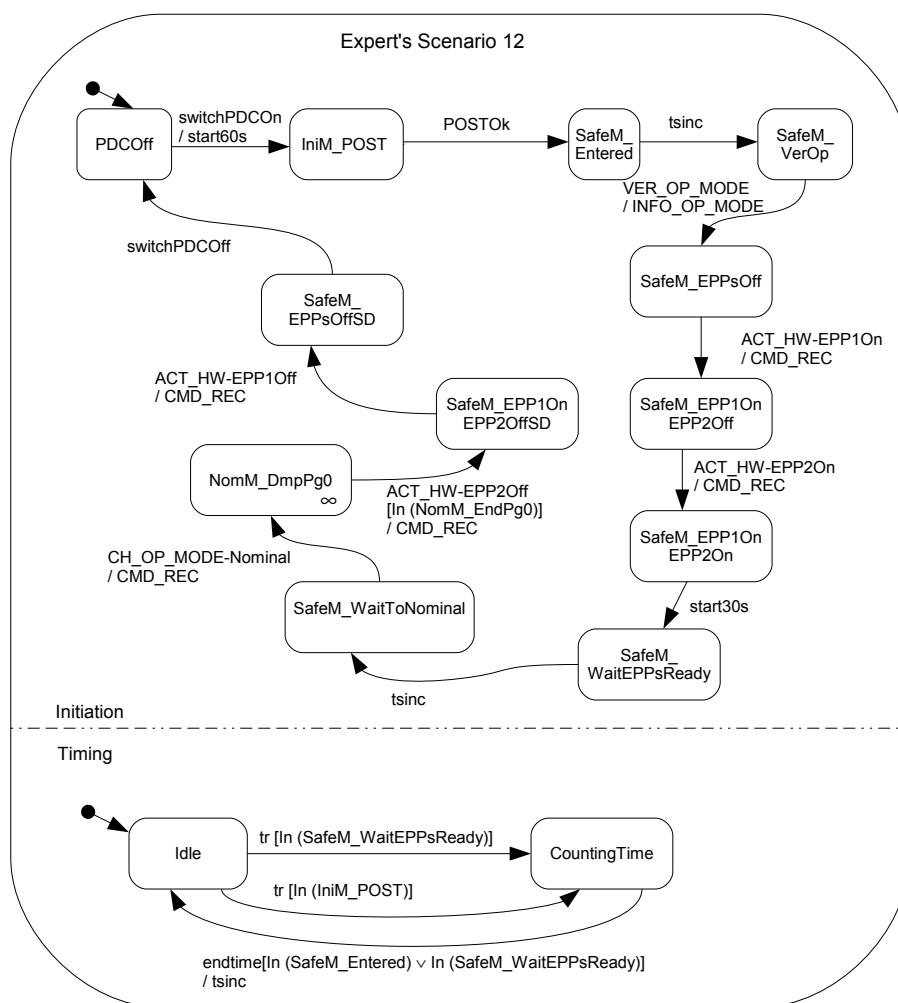 Expert's Scenario 12
PDCOff
switchPDCOn
/ start60s
IniM_POST
POSTOk
SafeM_
Entered
tsinc
SafeM_
VerOp
VER_OP_MODE
/ INFO_OP_MODE
switchPDCOff
SafeM_EPPsOff
SafeM_
EPPsOffSD
ACT_HW-EPP1On
/ CMD_REC
ACT_HW-EPP1Off
/ CMD_REC
SafeM_EPP1On
EPP2OffSD
SafeM_EPP1On
EPP2Off
NomM_DmpPg0
∞
ACT_HW-EPP2Off
[In (NomM_EndPg0)]
/ CMD_REC
ACT_HW-EPP2On
/ CMD_REC
SafeM_EPP1On
EPP2On
CH_OP_MODE-Nominal
/ CMD_REC
SafeM_WaitToNominal
start30s
SafeM_
WaitEPPsReady
tsinc
Initiation
Timing
Idle
tr [In (SafeM_WaitEPPsReady)]
CountingTime
tr [In (IniM_POST)]
endtime[In (SafeM_Entered) ∨ In (SafeM_WaitEPPsReady)]
/ tsinc